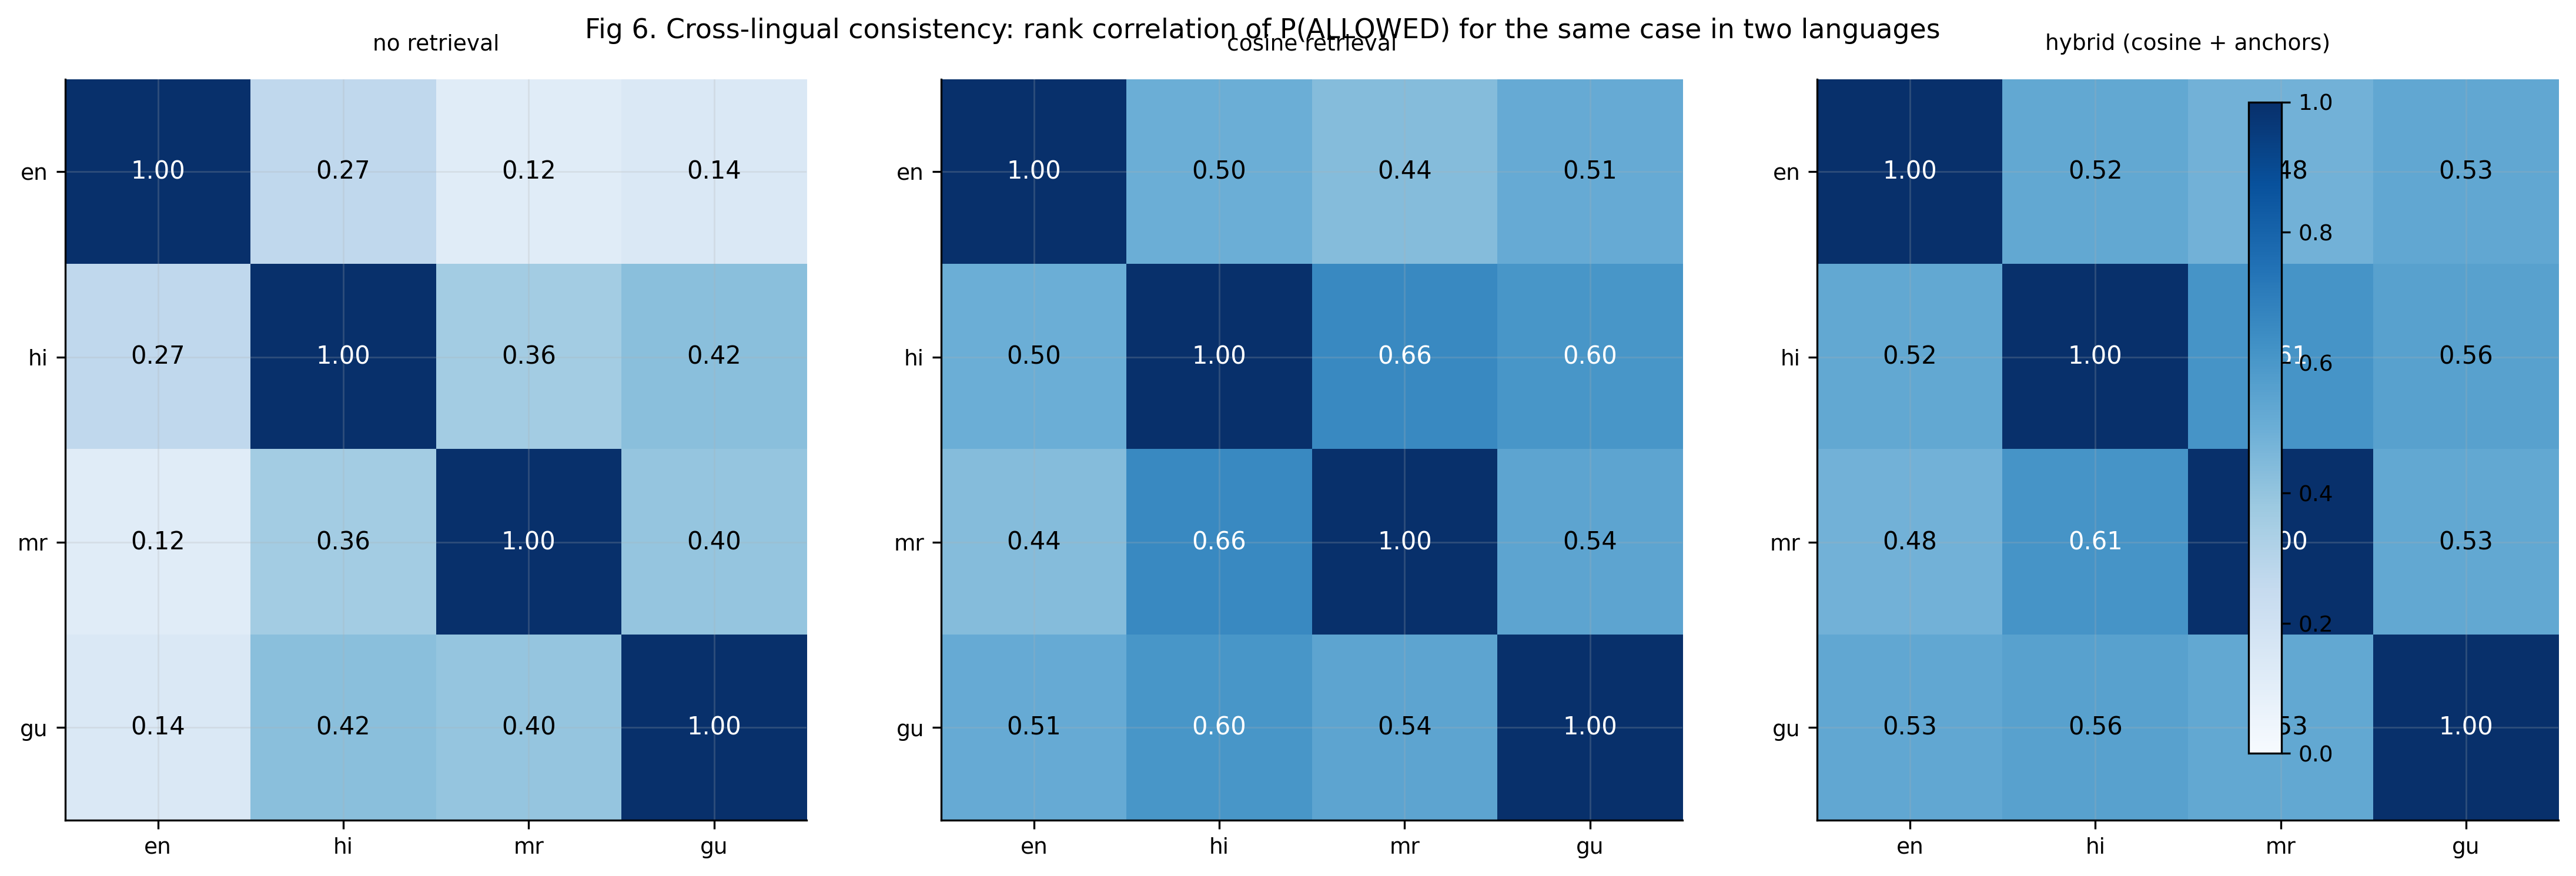 Fig 6. Cross-lingual consistency: rank correlation of P(ALLOWED) for the same case in two languages
no retrieval
en 1.00 0.27 0.12 0.14
hi 0.27 1.00 0.36 0.42
mr 0.12 0.36 1.00 0.40
gu 0.14 0.42 0.40 1.00
en hi mr gu
cosine retrieval
en 1.00 0.50 0.44 0.51
hi 0.50 1.00 0.66 0.60
mr 0.44 0.66 1.00 0.54
gu 0.51 0.60 0.54 1.00
en hi mr gu
hybrid (cosine + anchors)
en 1.00 0.52 48 0.53
hi 0.52 1.00 61 0.56
mr 0.48 0.61 00 0.53
gu 0.53 0.56 53 1.00
en hi mr gu
1.0
0.8
0.6
0.4
0.2
0.0